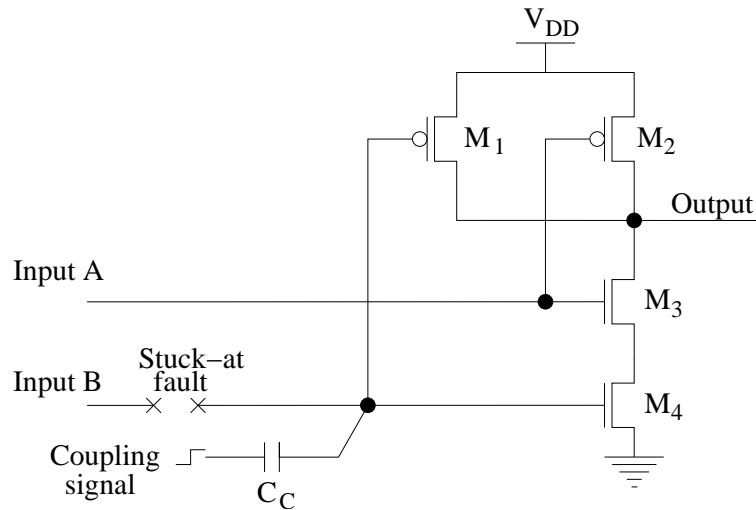 V_DD
M_1
M_2
Output
Input A
M_3
Stuck–at
fault
Input B
M_4
Coupling
signal
C_C